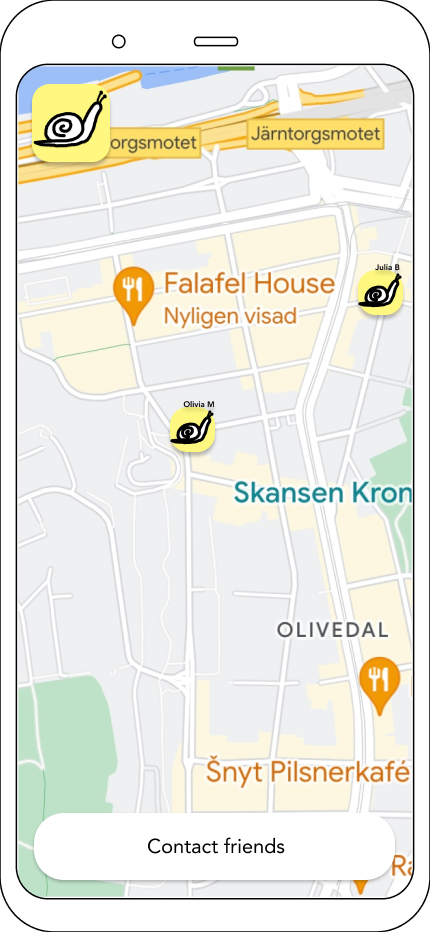 orgsmotet
Järntorgsmotet
Julia B
Falafel House
Nyligen visad
Olivia M
Skansen Kron
OLIVEDAL
Šnyt Pilsnerkafé
Contact friends
Ra